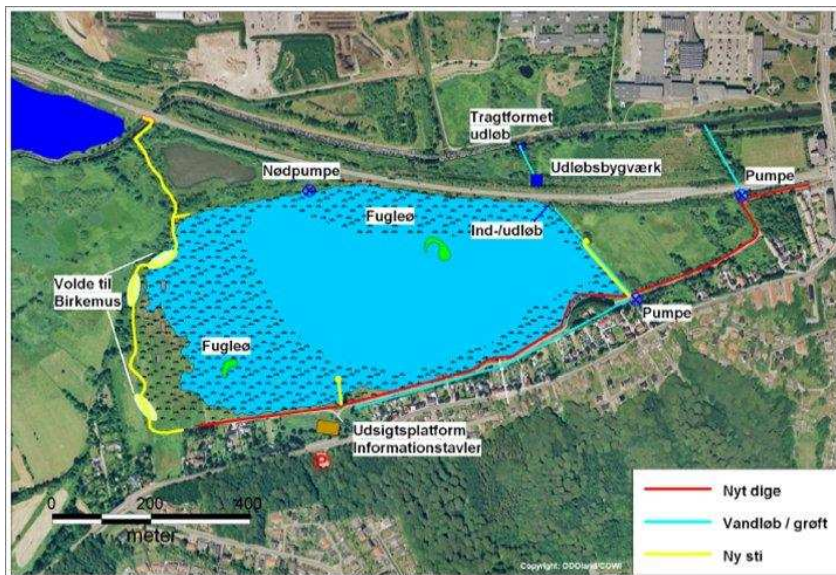 Tragtformet
udløb
Nødpumpe
Udløbsbygværk
Pumpe
Fugleø
Ind-/udløb
Volde til
Birkemus
Pumpe
Fugleø
Udsigtsplatform
Informationstavler
0 200 400
meter
Nyt dige
Vandløb / grøft
Ny sti
Copyright: DDOland/COWI